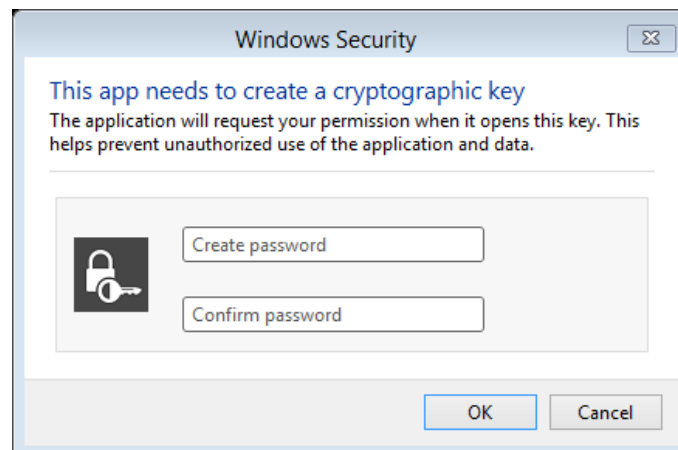 Windows Security
This app needs to create a cryptographic key
The application will request your permission when it opens this key. This
helps prevent unauthorized use of the application and data.
Create password
Confirm password
OK
Cancel